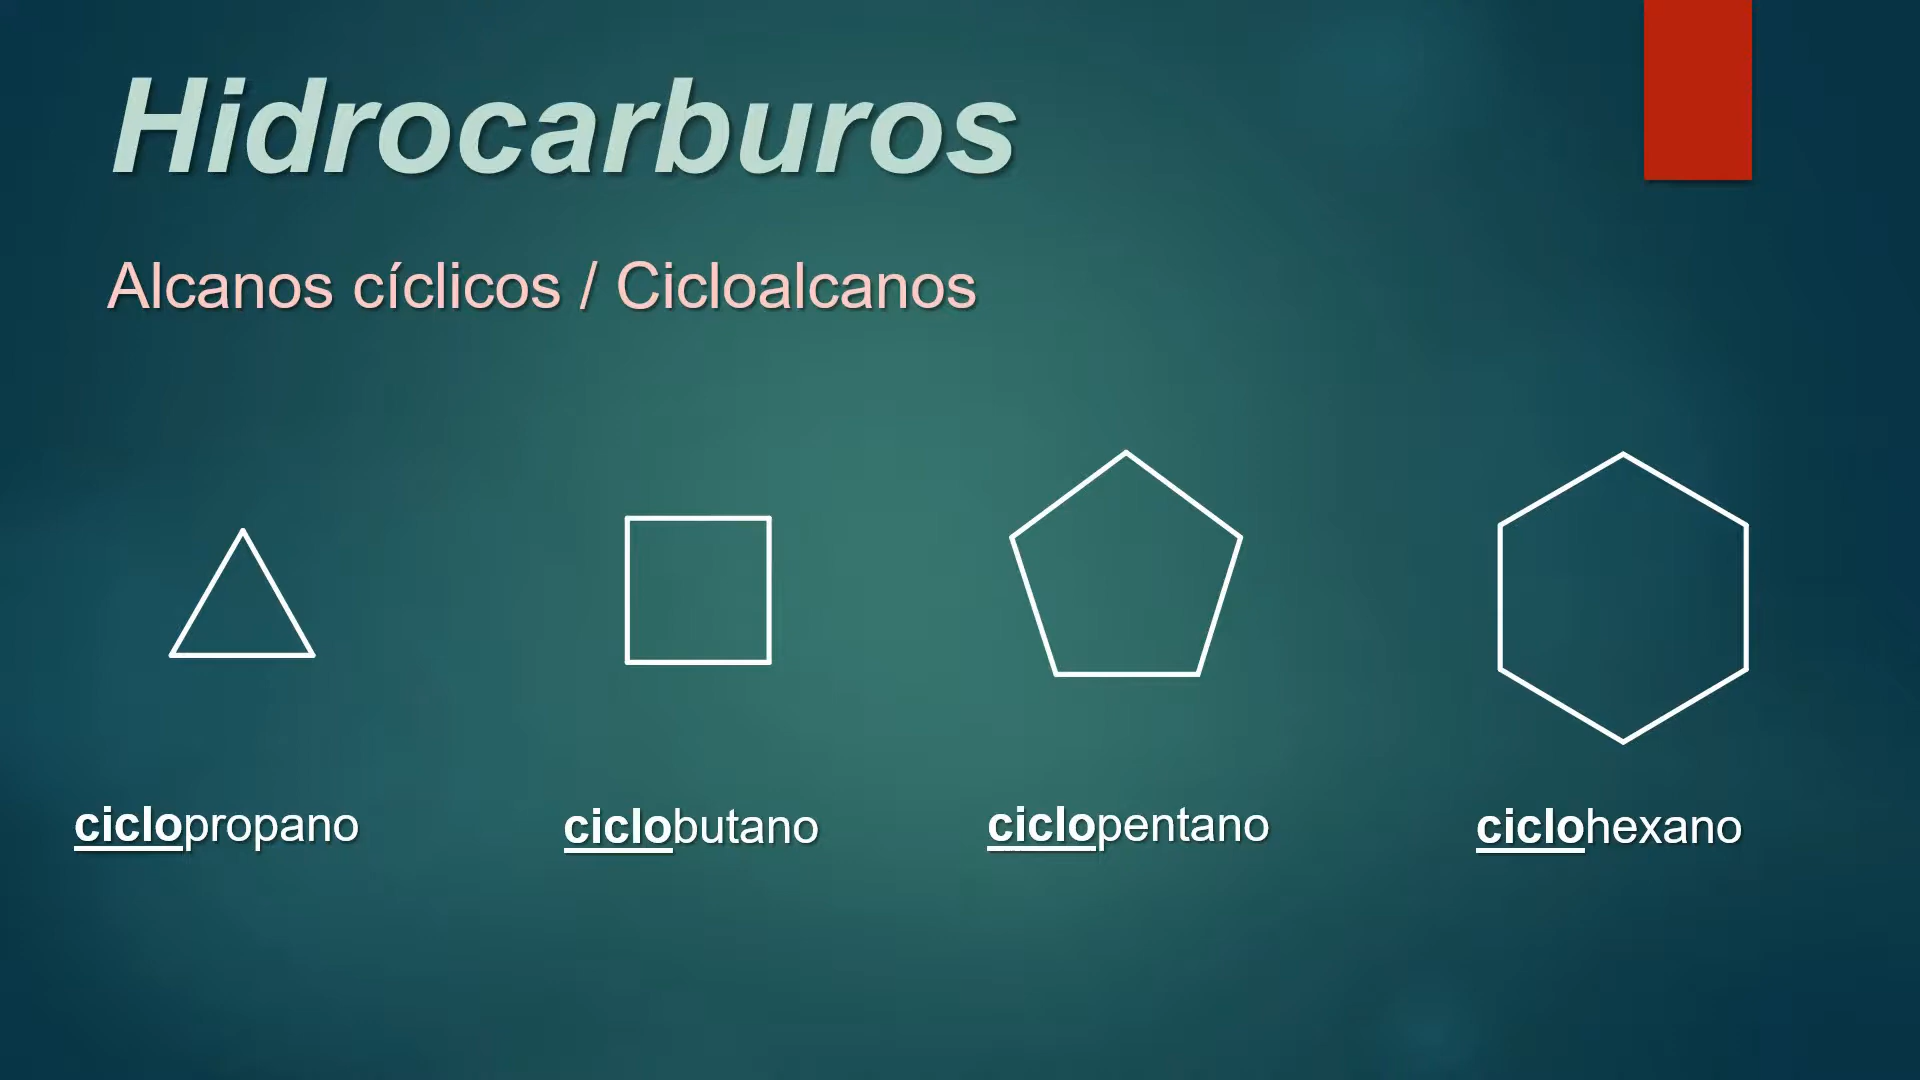 Hidrocarburos
Alcanos cíclicos / Cicloalcanos
ciclopropano
ciclobutano
ciclopentano
ciclohexano